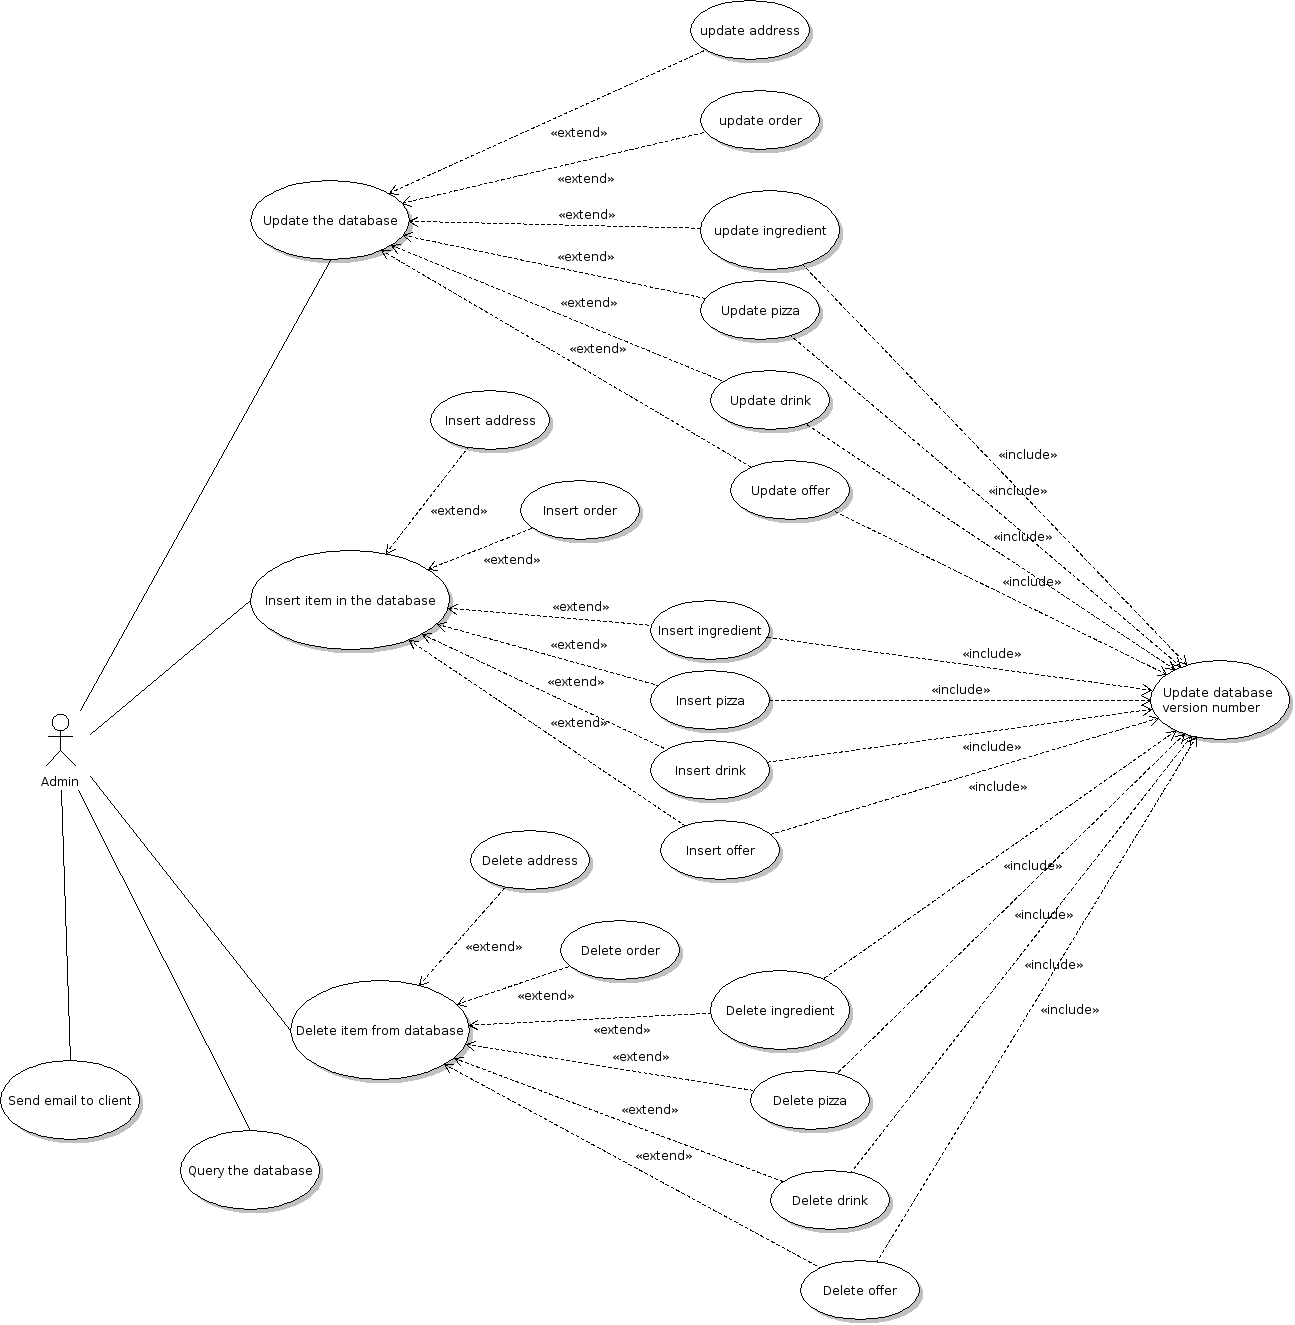 update address
«extend»
update order
«extend»
Update the database
«extend»
update ingredient
«extend»
Update pizza
«extend»
Update drink
«extend»
Insert address
«include»
Update offer
«include»
Insert order
«extend»
«include»
«extend»
«include»
Insert item in the database
«extend»
Insert ingredient
«extend»
«include»
«extend»
Insert pizza
«include»
Update database
version number
«extend»
«include»
Insert drink
Admin
«include»
Insert offer
Delete address
«include»
«include»
«extend»
Delete order
«include»
«extend»
Delete ingredient
«include»
Delete item from database
«extend»
«extend»
Send email to client
Delete pizza
«extend»
«extend»
Query the database
Delete drink
Delete offer